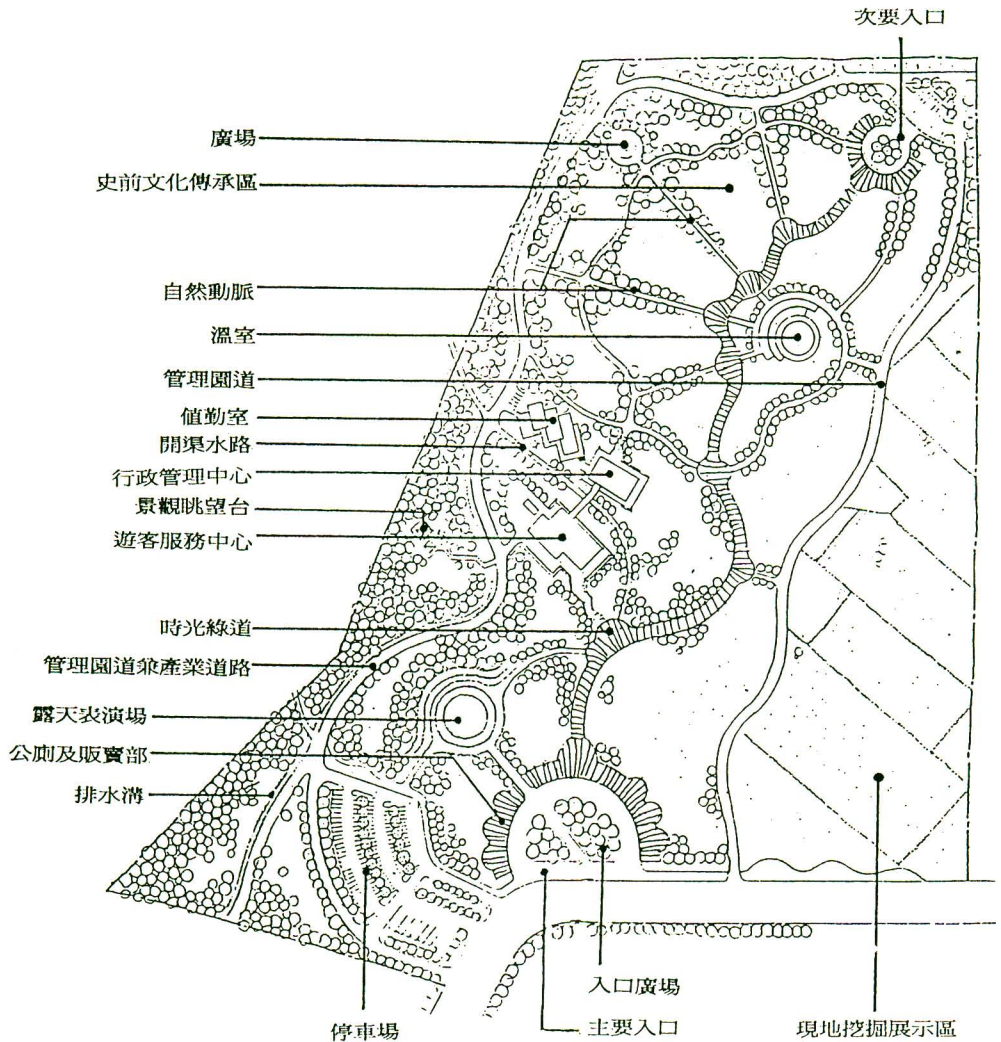 次要入口
廣場
史前文化傳承區
自然動脈
溫室
管理園道
值勤室
開渠水路
行政管理中心
景觀眺望台
遊客服務中心
時光綠道
管理園道兼產業道路
露天表演場
公廁及販賣部
排水溝
入口廣場
停車場
主要入口
現地挖掘展示區